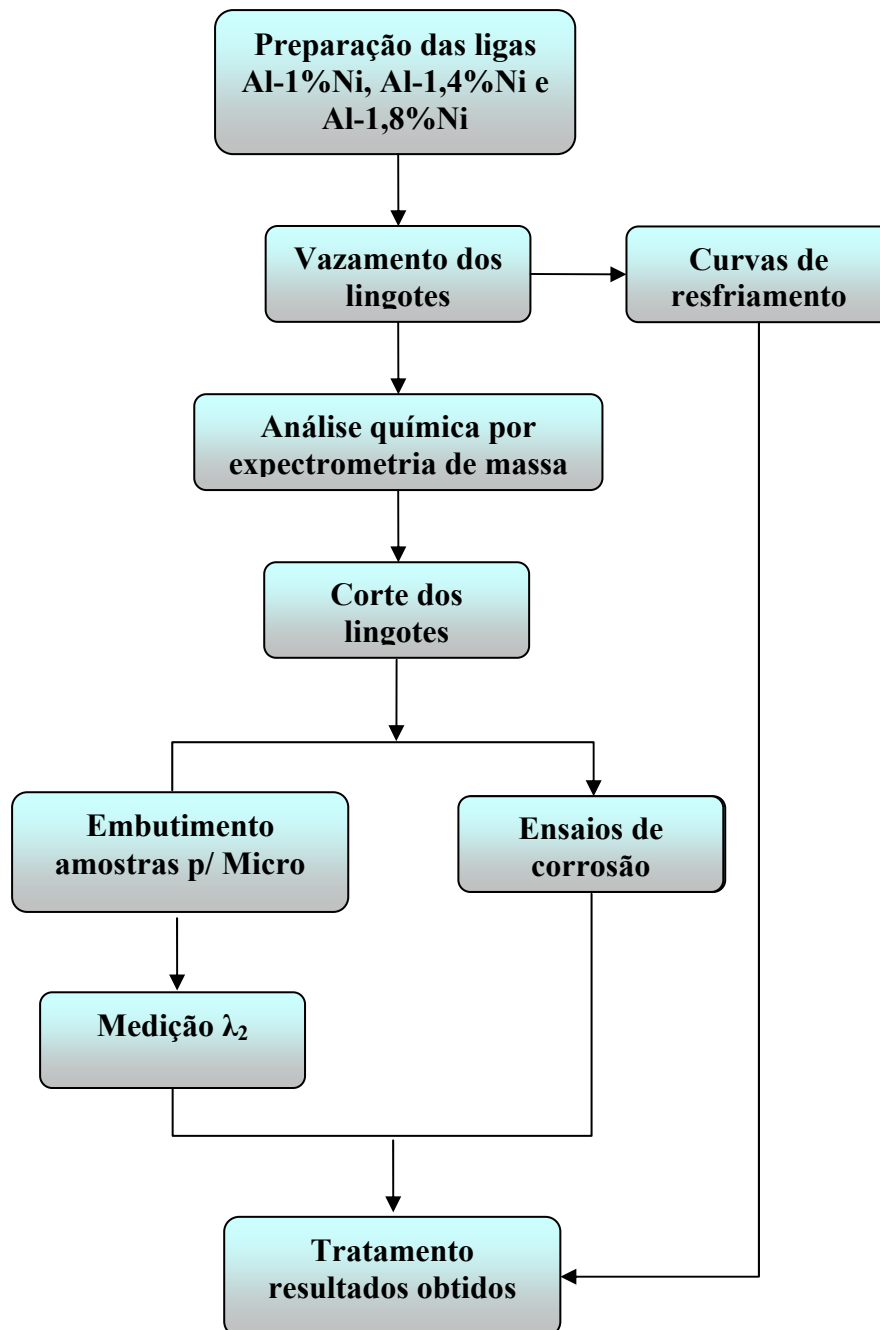 Preparação das ligas
Al-1%Ni, Al-1,4%Ni e
Al-1,8%Ni
Vazamento dos
lingotes
Curvas de
resfriamento
Análise química por
expectrometria de massa
Corte dos
lingotes
Embutimento
amostras p/ Micro
Ensaios de
corrosão
Medição λ₂
Tratamento
resultados obtidos